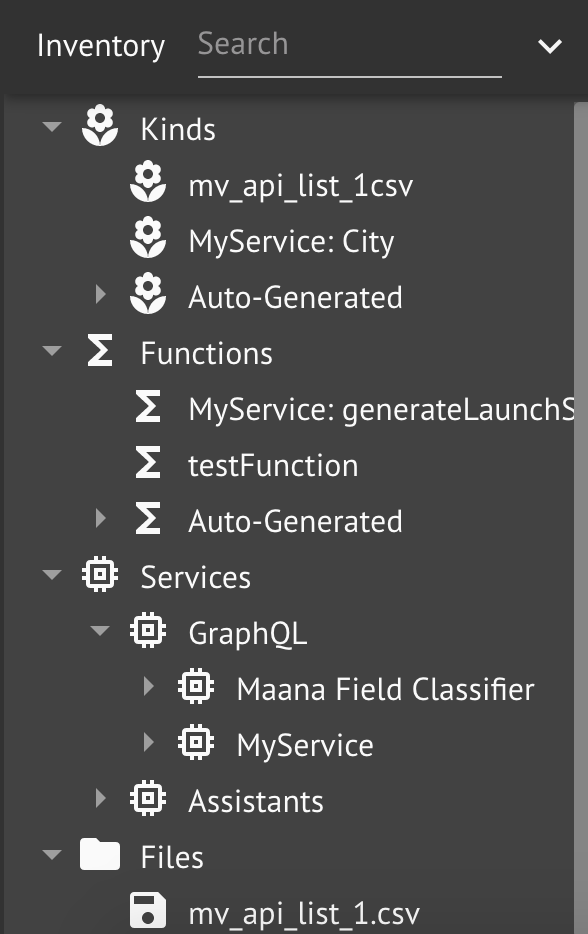 Inventory Search
Kinds
mv_api_list_1csv
MyService: City
Auto-Generated
Functions
MyService: generateLaunchS
testFunction
Auto-Generated
Services
GraphQL
Maana Field Classifier
MyService
Assistants
Files
mv_api_list_1.csv